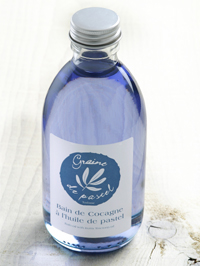 Graine
de pastel
Bain de Cocagne
à l'huile de pastel